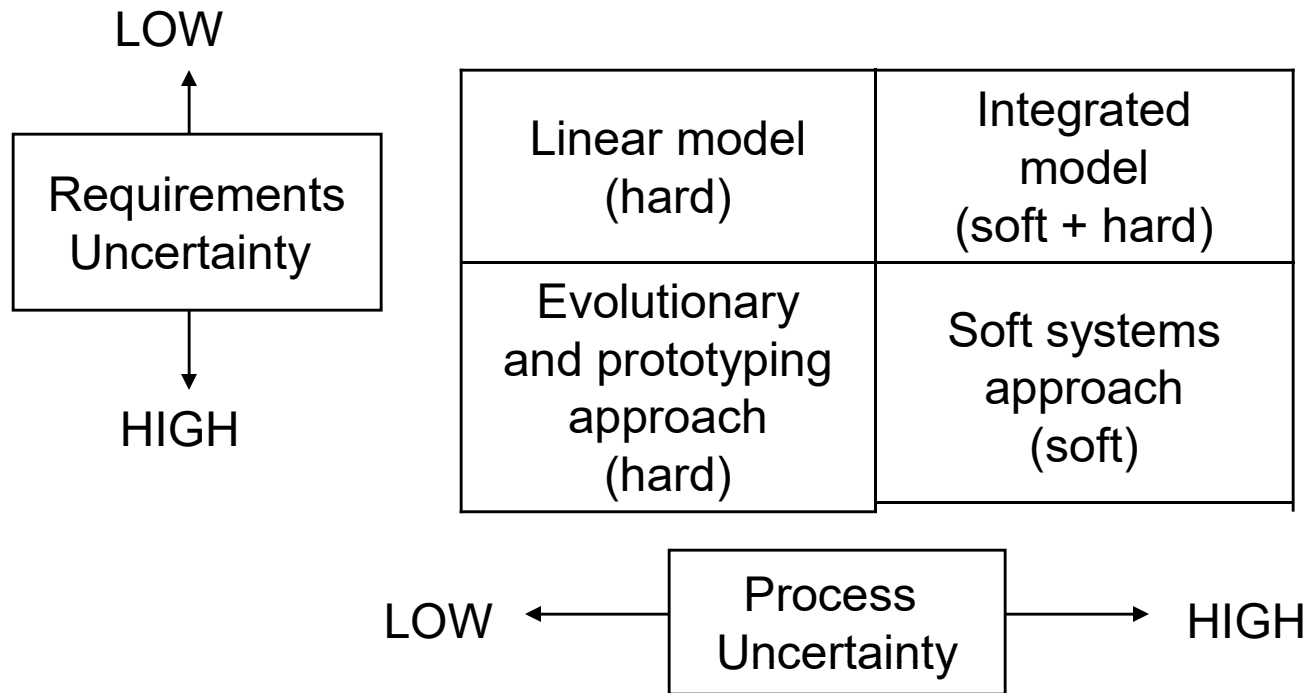 LOW
Requirements
Uncertainty
HIGH
Linear model
(hard)
Integrated
model
(soft + hard)
Evolutionary
and prototyping
approach
(hard)
Soft systems
approach
(soft)
LOW
Process
Uncertainty
HIGH